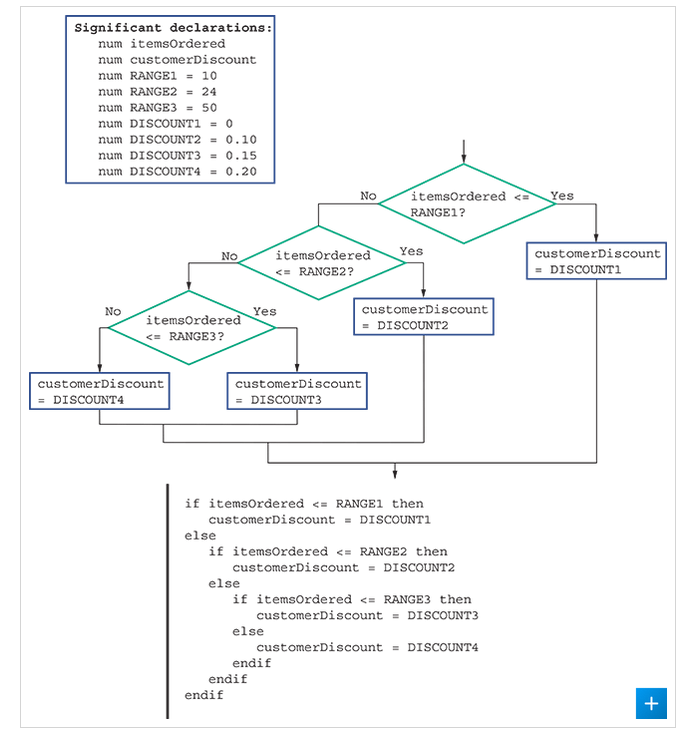 Significant declarations:
num itemsOrdered
num customerDiscount
num RANGE1 = 10
num RANGE2 = 24
num RANGE3 = 50
num DISCOUNT1 = 0
num DISCOUNT2 = 0.10
num DISCOUNT3 = 0.15
num DISCOUNT4 = 0.20
No
itemsOrdered <=
RANGE1?
Yes
customerDiscount
= DISCOUNT1
No
itemsOrdered
<= RANGE2?
Yes
customerDiscount
= DISCOUNT2
No
itemsOrdered
<= RANGE3?
Yes
customerDiscount
= DISCOUNT4
customerDiscount
= DISCOUNT3
if itemsOrdered <= RANGE1 then
customerDiscount = DISCOUNT1
else
if itemsOrdered <= RANGE2 then
customerDiscount = DISCOUNT2
else
if itemsOrdered <= RANGE3 then
customerDiscount = DISCOUNT3
else
customerDiscount = DISCOUNT4
endif
endif
endif